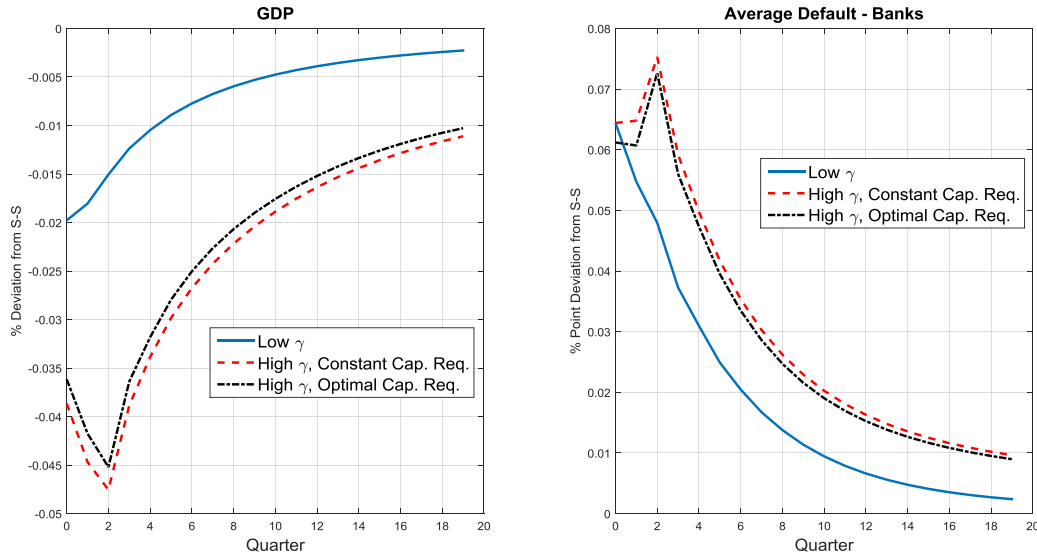 GDP
0
-0.005
-0.01
-0.015
-0.02
-0.025
-0.03
-0.035
-0.04
-0.045
-0.05
% Deviation from S-S
Low γ
High γ, Constant Cap. Req.
High γ, Optimal Cap. Req.
0 2 4 6 8 10 12 14 16 18 20
Quarter
Average Default - Banks
0.08
0.07
0.06
0.05
0.04
0.03
0.02
0.01
0
% Point Deviation from S-S
Low γ
High γ, Constant Cap. Req.
High γ, Optimal Cap. Req.
0 2 4 6 8 10 12 14 16 18 20
Quarter